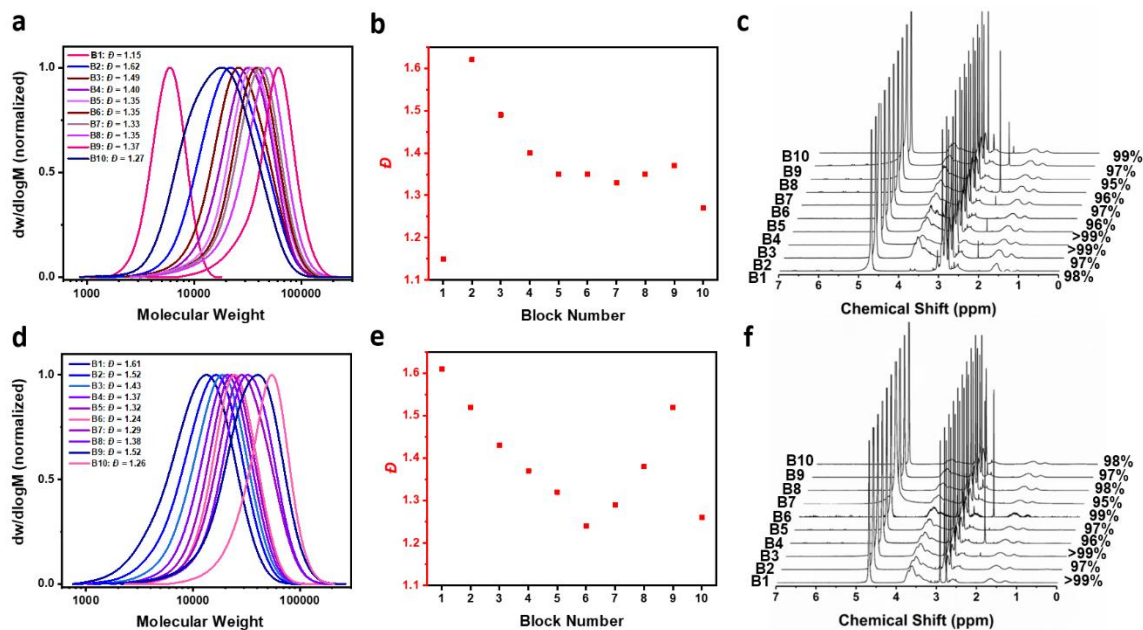 a
B1: Đ = 1.15
B2: Đ = 1.62
B3: Đ = 1.49
B4: Đ = 1.40
B5: Đ = 1.35
B6: Đ = 1.35
B7: Đ = 1.33
B8: Đ = 1.35
B9: Đ = 1.37
B10: Đ = 1.27
dw/dlogM (normalized)
1.0
0.5
0.0
1000
10000
100000
Molecular Weight
b
Đ
1.6
1.5
1.4
1.3
1.2
1.1
1 2 3 4 5 6 7 8 9 10
Block Number
c
B10
B9
B8
B7
B6
B5
B4
B3
B2
B1
99%
97%
95%
96%
97%
96%
>99%
>99%
97%
98%
7 6 5 4 3 2 1 0
Chemical Shift (ppm)
d
B1: Đ = 1.61
B2: Đ = 1.52
B3: Đ = 1.43
B4: Đ = 1.37
B5: Đ = 1.32
B6: Đ = 1.24
B7: Đ = 1.29
B8: Đ = 1.38
B9: Đ = 1.52
B10: Đ = 1.26
dw/dlogM (normalized)
1.0
0.5
0.0
1000
10000
100000
Molecular Weight
e
Đ
1.6
1.5
1.4
1.3
1.2
1.1
1 2 3 4 5 6 7 8 9 10
Block Number
f
B10
B9
B8
B7
B6
B5
B4
B3
B2
B1
98%
97%
98%
95%
99%
97%
96%
>99%
97%
>99%
7 6 5 4 3 2 1 0
Chemical Shift (ppm)